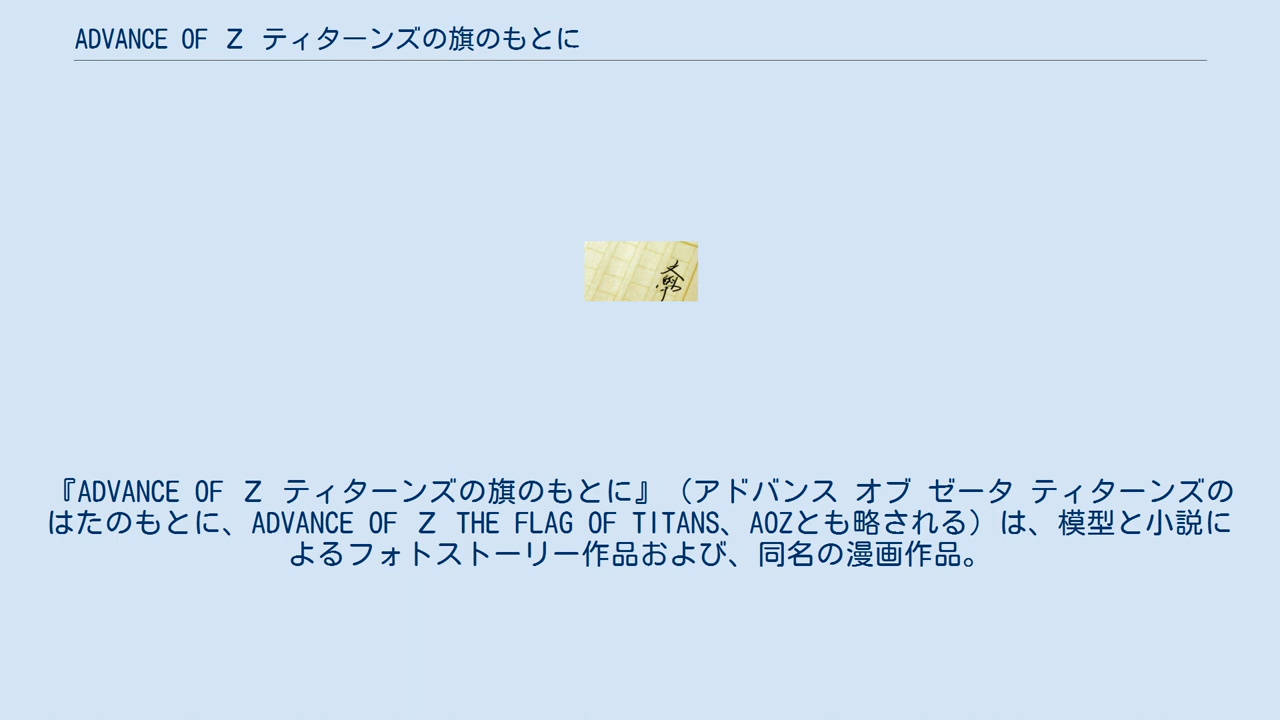 ADVANCE OF Ｚ ティターンズの旗のもとに
『ADVANCE OF Ｚ ティターンズの旗のもとに』（アドバンス オブ ゼータ ティターンズの
はたのもとに、ADVANCE OF Ｚ THE FLAG OF TITANS、AOZとも略される）は、模型と小説に
よるフォトストーリー作品および、同名の漫画作品。